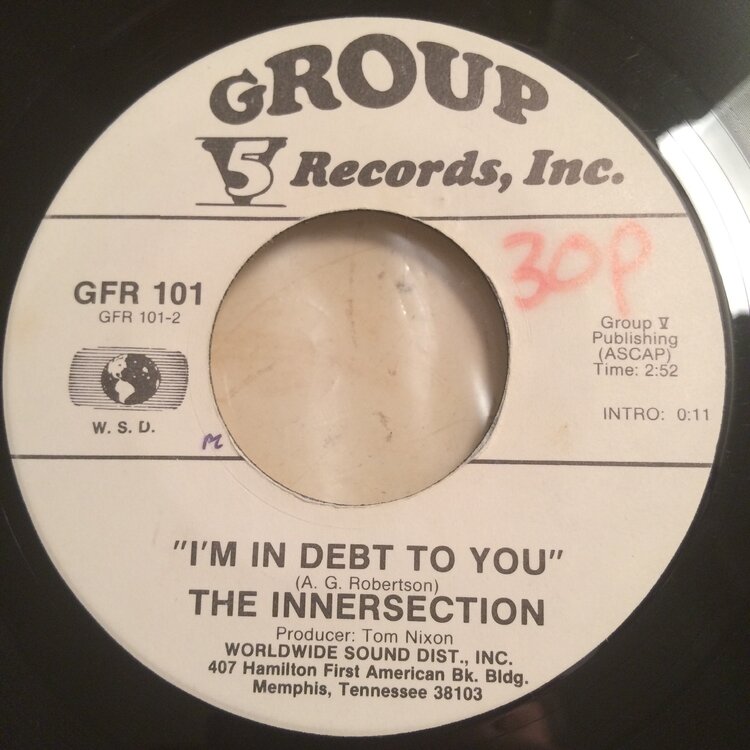 GROUP
5 Records, Inc.
30p
GFR 101
GFR 101-2
Group V
Publishing
(ASCAP)
Time: 2:52
INTRO: 0:11
W. S. D.
M
"I'M IN DEBT TO YOU"
(A. G. Robertson)
THE INNERSECTION
Producer: Tom Nixon
WORLDWIDE SOUND DIST., INC.
407 Hamilton First American Bk. Bldg.
Memphis, Tennessee 38103